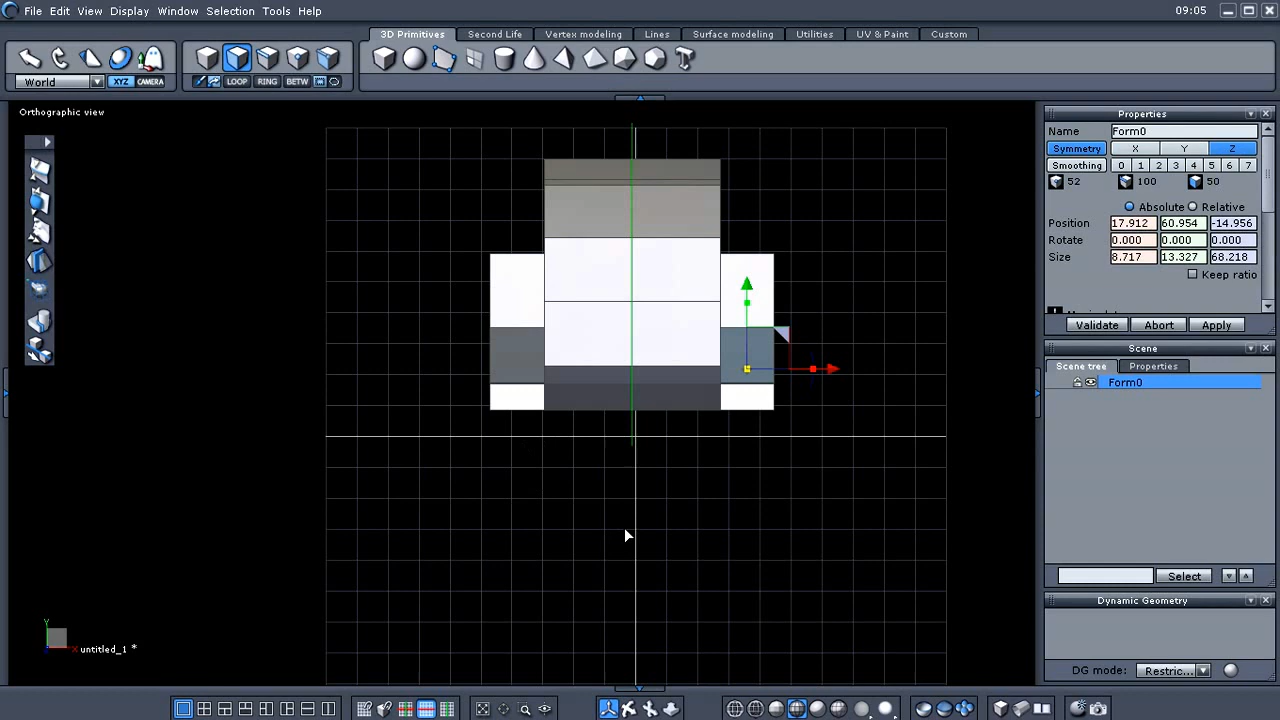 File Edit View Display Window Selection Tools Help 09:05
3D Primitives Second Life Vertex modeling Lines Surface modeling Utilities UV & Paint Custom
World XYZ CAMERA LOOP RING BETW
Orthographic view
Properties
Name Form0
Symmetry X Y Z
Smoothing 0 1 2 3 4 5 6 7
52 100 50
Absolute Relative
Position 17.912 60.954 -14.956
Rotate 0.000 0.000 0.000
Size 8.717 13.327 68.218
Keep ratio
Validate Abort Apply
Scene
Scene tree Properties
Form0
Select
Dynamic Geometry
DG mode: Restric...
Y
X
untitled_1 *